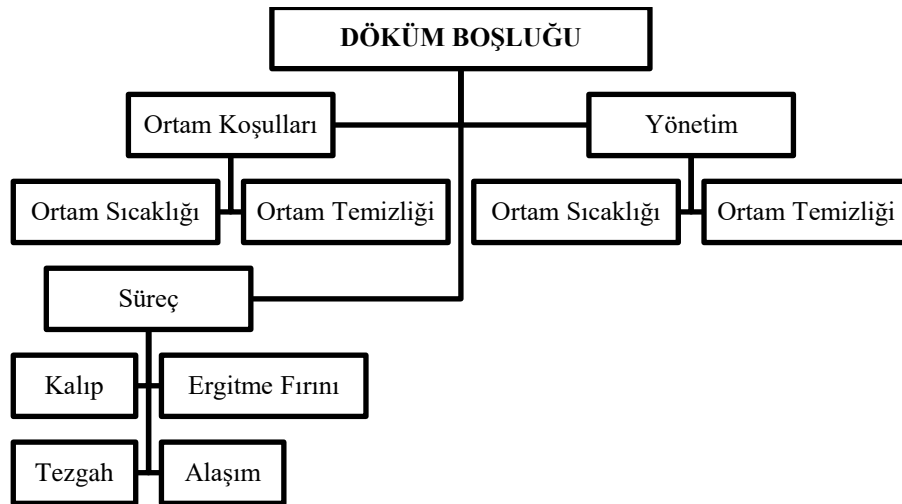 DÖKÜM BOŞLUĞU
Ortam Koşulları
Yönetim
Ortam Sıcaklığı
Ortam Temizliği
Ortam Sıcaklığı
Ortam Temizliği
Süreç
Kalıp
Ergitme Fırını
Tezgah
Alaşım